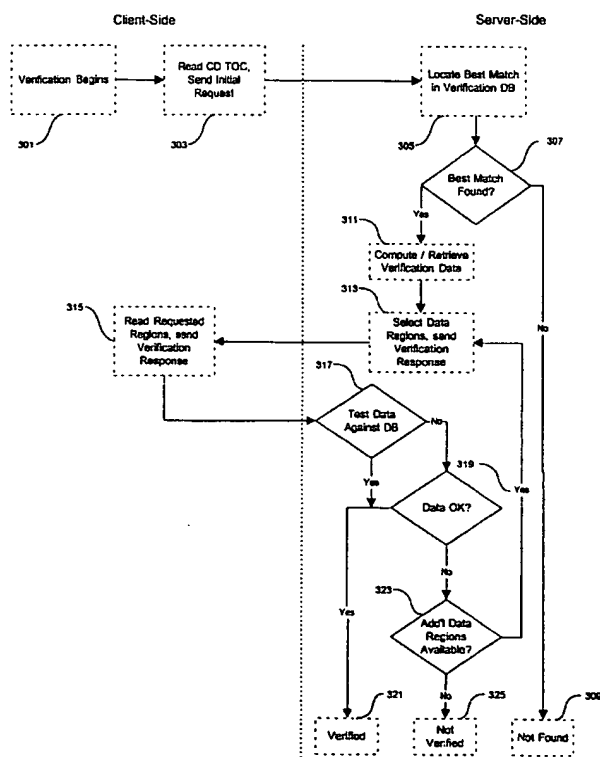 Client-Side
Server-Side
Verification Begins
301
Read CD TOC,
Send Initial
Request
303
Locate Best Match
in Verification DB
305
307
Best Match
Found?
Yes
No
311
Compute / Retrieve
Verification Data
313
Select Data
Regions, send
Verification
Response
315
Read Requested
Regions, send
Verification
Response
317
Test Data
Against DB
No
Yes
319
Yes
Data OK?
No
Yes
323
Add'l Data
Regions
Available?
No
321
Verified
325
Not
Verified
309
Not Found